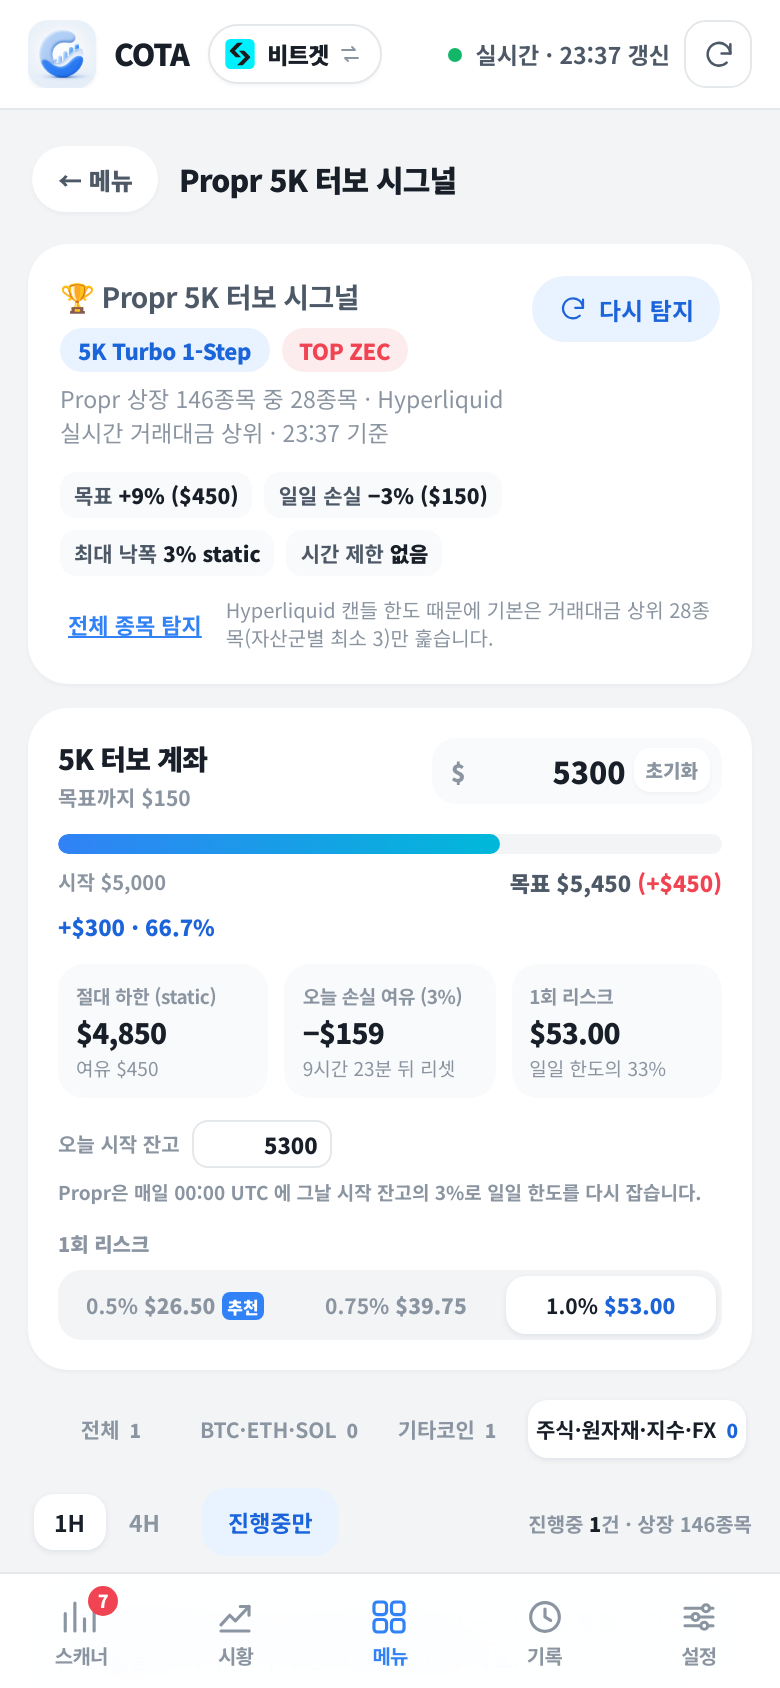 COTA
비트겟
실시간 · 23:37 갱신
← 메뉴
Propr 5K 터보 시그널
🏆 Propr 5K 터보 시그널
다시 탐지
5K Turbo 1-Step
TOP ZEC
Propr 상장 146종목 중 28종목 · Hyperliquid
실시간 거래대금 상위 · 23:37 기준
목표 +9% ($450)
일일 손실 −3% ($150)
최대 낙폭 3% static
시간 제한 없음
전체 종목 탐지
Hyperliquid 캔들 한도 때문에 기본은 거래대금 상위 28종
목(자산군별 최소 3)만 훑습니다.
5K 터보 계좌
$ 5300 초기화
목표까지 $150
시작 $5,000
목표 $5,450 (+$450)
+$300 · 66.7%
절대 하한 (static)
$4,850
여유 $450
오늘 손실 여유 (3%)
−$159
9시간 23분 뒤 리셋
1회 리스크
$53.00
일일 한도의 33%
오늘 시작 잔고 5300
Propr은 매일 00:00 UTC 에 그날 시작 잔고의 3%로 일일 한도를 다시 잡습니다.
1회 리스크
0.5% $26.50 추천
0.75% $39.75
1.0% $53.00
전체 1
BTC·ETH·SOL 0
기타코인 1
주식·원자재·지수·FX 0
1H
4H
진행중만
진행중 1건 · 상장 146종목
7
스캐너
시황
메뉴
기록
설정